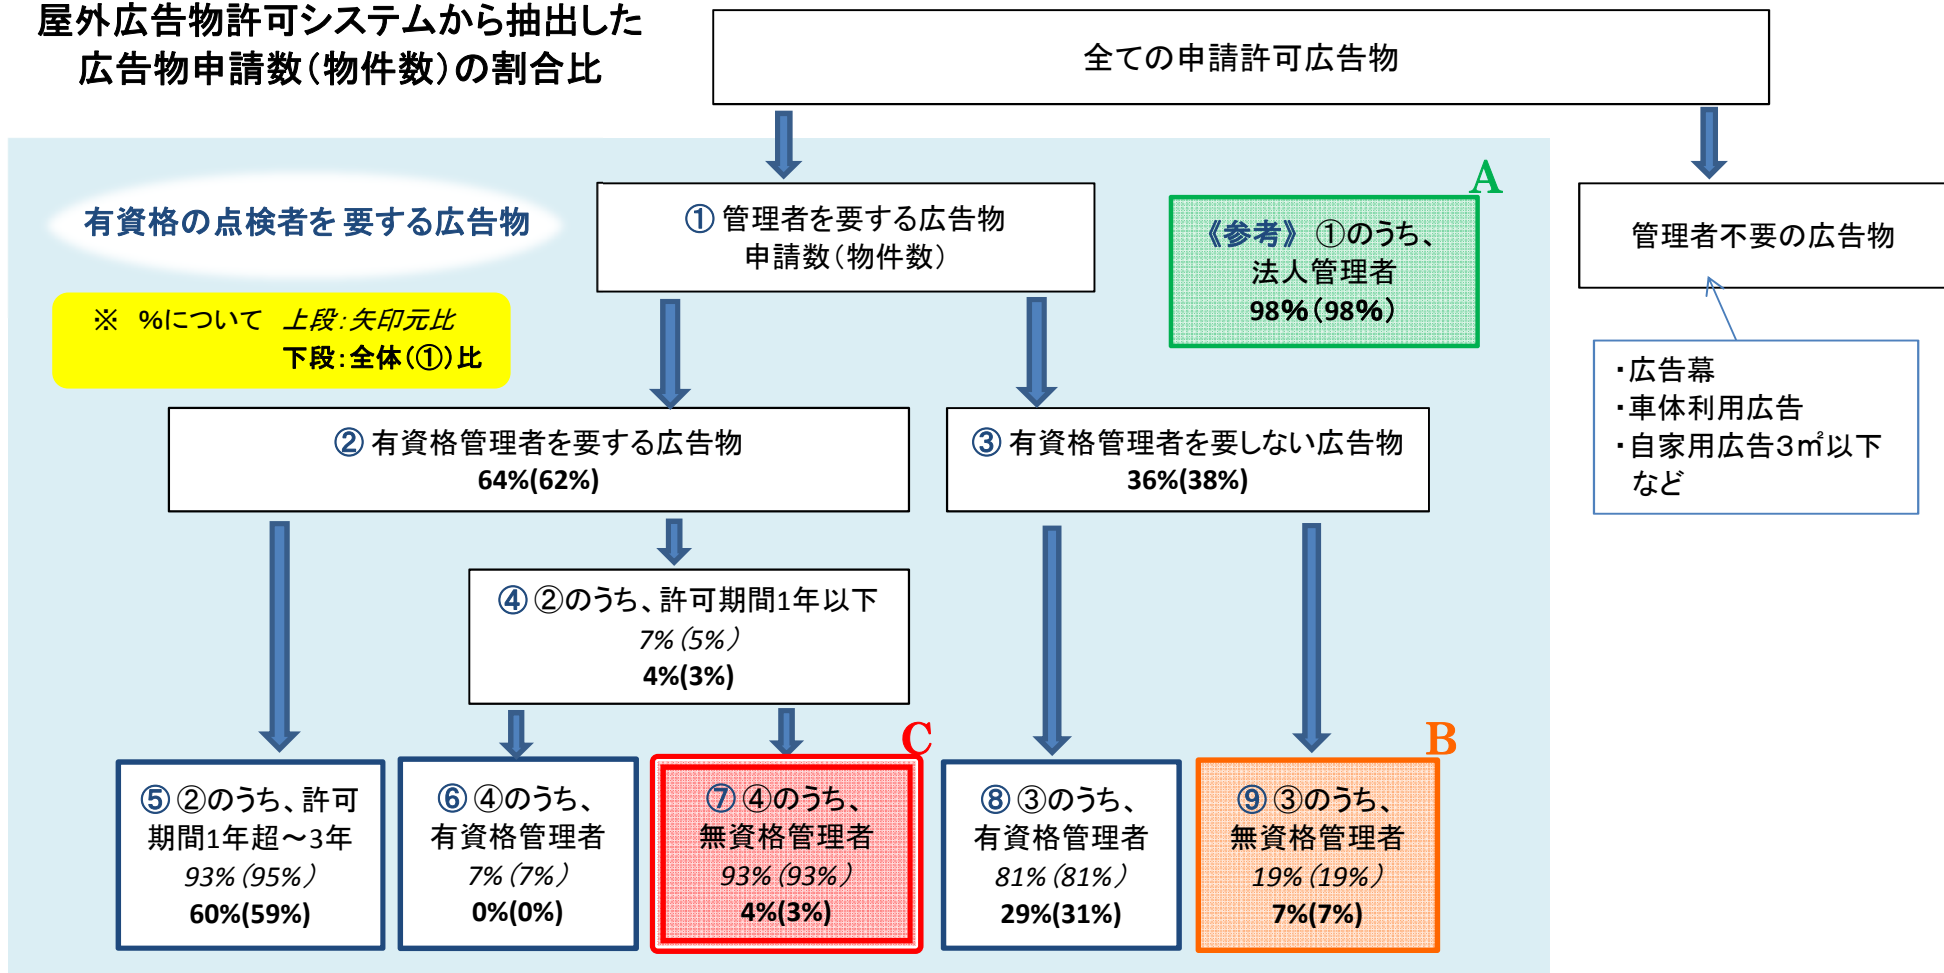 屋外広告物許可システムから抽出した
広告物申請数(物件数)の割合比
全ての申請許可広告物
有資格の点検者を要する広告物
① 管理者を要する広告物
申請数(物件数)
A
《参考》 ①のうち、
法人管理者
98%(98%)
管理者不要の広告物
※ %について 上段:矢印元比
下段:全体(①)比
・広告幕
・車体利用広告
・自家用広告3㎡以下
など
② 有資格管理者を要する広告物
64%(62%)
③ 有資格管理者を要しない広告物
36%(38%)
④ ②のうち、許可期間1年以下
7%(5%)
4%(3%)
⑤ ②のうち、許可
期間1年超～3年
93%(95%)
60%(59%)
⑥ ④のうち、
有資格管理者
7%(7%)
0%(0%)
C
⑦ ④のうち、
無資格管理者
93%(93%)
4%(3%)
⑧ ③のうち、
有資格管理者
81%(81%)
29%(31%)
B
⑨ ③のうち、
無資格管理者
19%(19%)
7%(7%)